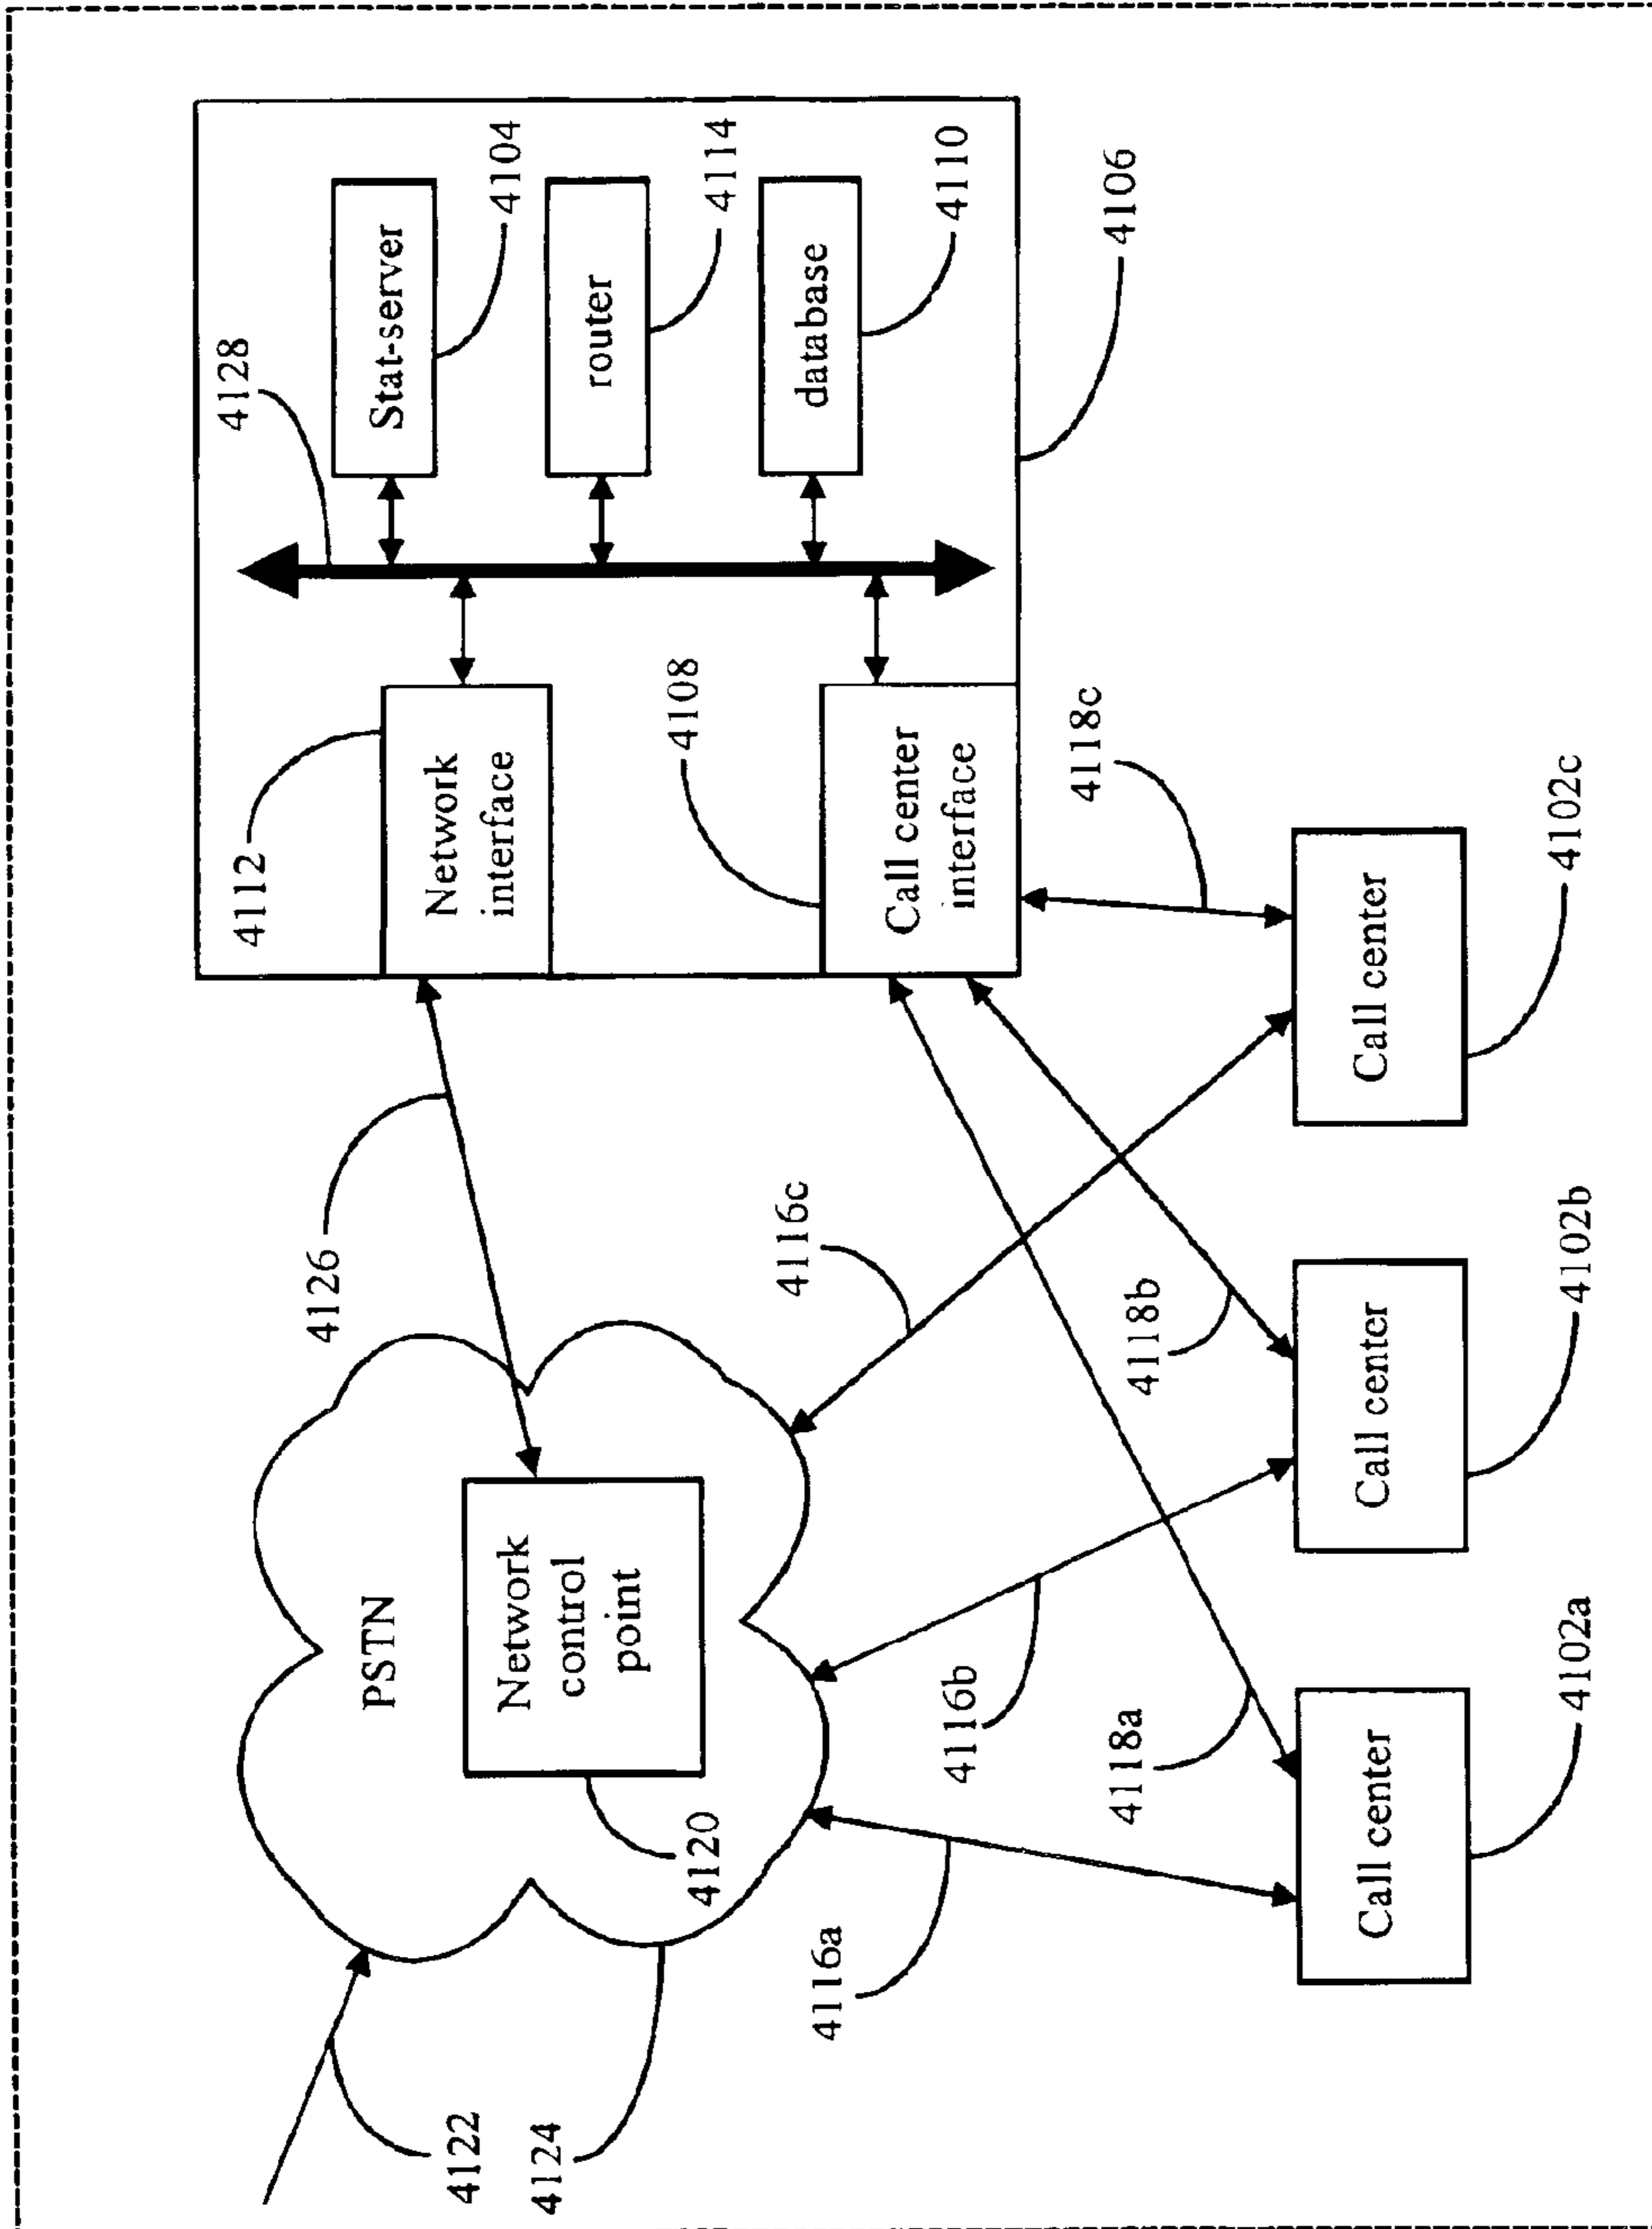 4122
4124
PSTN
Network
control
point
4120
4126
4112
Network
interface
4128
Stat-server
4104
router
4114
database
4110
4108
Call center
interface
4106
4116a
4116b
4116c
4118a
4118b
4118c
Call center
4102a
Call center
4102b
Call center
4102c